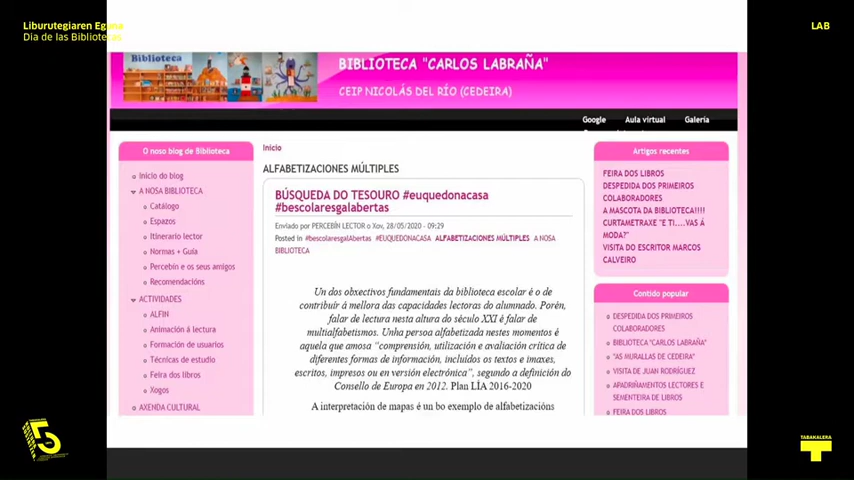 Liburutegiaren Eguna
Día de las Bibliotecas
LAB
Biblioteca
BIBLIOTECA "CARLOS LABRAÑA"
CEIP NICOLÁS DEL RÍO (CEDEIRA)
Google Aula virtual Galería
O noso blog de Biblioteca
Inicio do blog
A NOSA BIBLIOTECA
Catálogo
Espazos
Itinerario lector
Normas + Guía
Percebín e os seus amigos
Recomendacións
ACTIVIDADES
ALFIN
Animación á lectura
Formación de usuarios
Técnicas de estudio
Feira dos libros
Xogos
AXENDA CULTURAL
Inicio
ALFABETIZACIONES MÚLTIPLES
BÚSQUEDA DO TESOURO #euquedonacasa
#bescolaresgalabertas
Enviado por PERCEBÍN LECTOR o Xov, 28/05/2020 - 09:29
Posted in #bescolaresgalAbertas #EUQUEDONACASA ALFABETIZACIONES MÚLTIPLES A NOSA
BIBLIOTECA
Un dos obxectivos fundamentais da biblioteca escolar é o de
contribuír á mellora das capacidades lectoras do alumnado. Porén,
falar de lectura nesta altura do século XXI é falar de
multialfabetismos. Unha persoa alfabetizada nestes momentos é
aquela que amosa "comprensión, utilización e avaliación crítica de
diferentes formas de información, incluídos os textos e imaxes,
escritos, impresos ou en versión electrónica", segundo a definición do
Consello de Europa en 2012. Plan LÍA 2016-2020
A interpretación de mapas é un bo exemplo de alfabetizacións
Artigos recentes
FEIRA DOS LIBROS
DESPEDIDA DOS PRIMEIROS
COLABORADORES
A MASCOTA DA BIBLIOTECA!!!!
CURTAMETRAXE "E TI....VAS Á
MODA?"
VISITA DO ESCRITOR MARCOS
CALVEIRO
Contido popular
DESPEDIDA DOS PRIMEIROS
COLABORADORES
BIBLIOTECA "CARLOS LABRAÑA"
"AS MURALLAS DE CEDEIRA"
VISITA DE JUAN RODRÍGUEZ
APADRIÑAMENTOS LECTORES E
SEMENTEIRA DE LIBROS
FEIRA DOS LIBROS
TABAKALERA